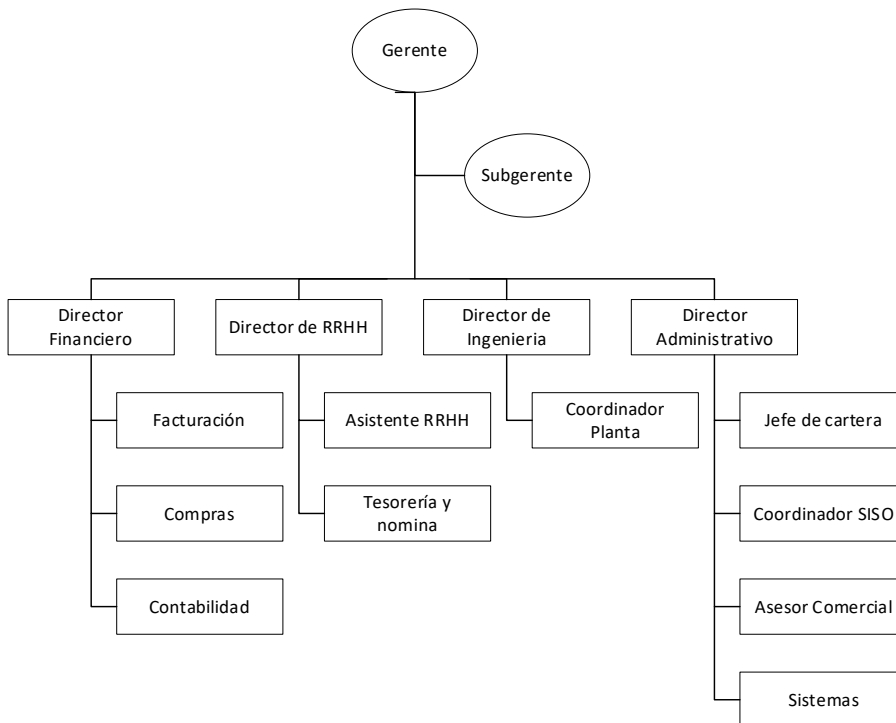 Gerente
Subgerente
Director
Financiero
Director de RRHH
Director de
Ingenieria
Director
Administrativo
Facturación
Asistente RRHH
Coordinador
Planta
Jefe de cartera
Compras
Tesorería y
nomina
Coordinador SISO
Contabilidad
Asesor Comercial
Sistemas